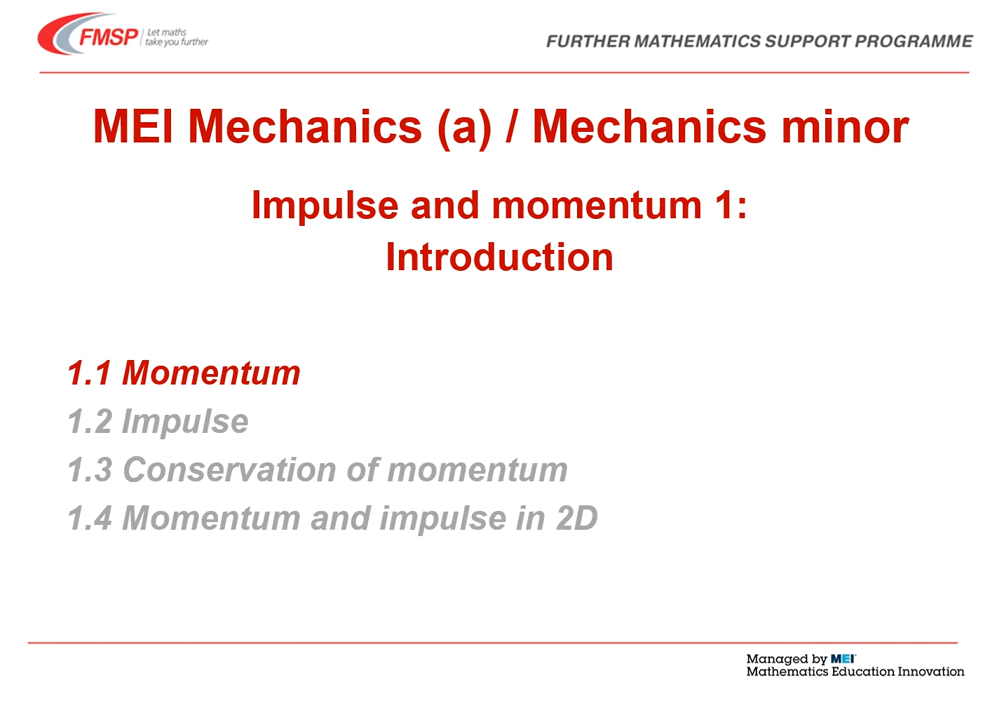 FMSP
Let maths
take you further
FURTHER MATHEMATICS SUPPORT PROGRAMME
MEI Mechanics (a) / Mechanics minor
Impulse and momentum 1:
Introduction
1.1 Momentum
1.2 Impulse
1.3 Conservation of momentum
1.4 Momentum and impulse in 2D
Managed by MEI
Mathematics Education Innovation